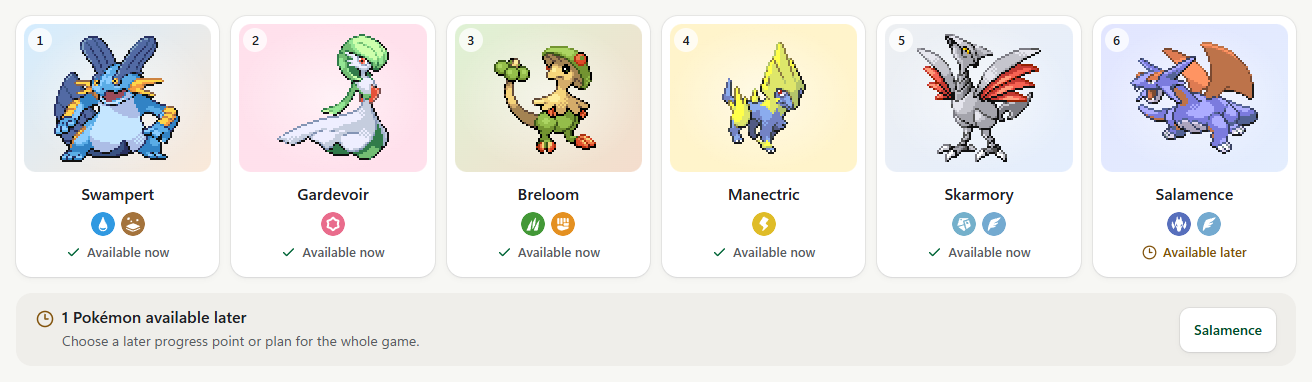 1
2
3
4
5
6
Swampert
Gardevoir
Breloom
Manectric
Skarmory
Salamence
Available now
Available now
Available now
Available now
Available now
Available later
1 Pokémon available later
Choose a later progress point or plan for the whole game.
Salamence